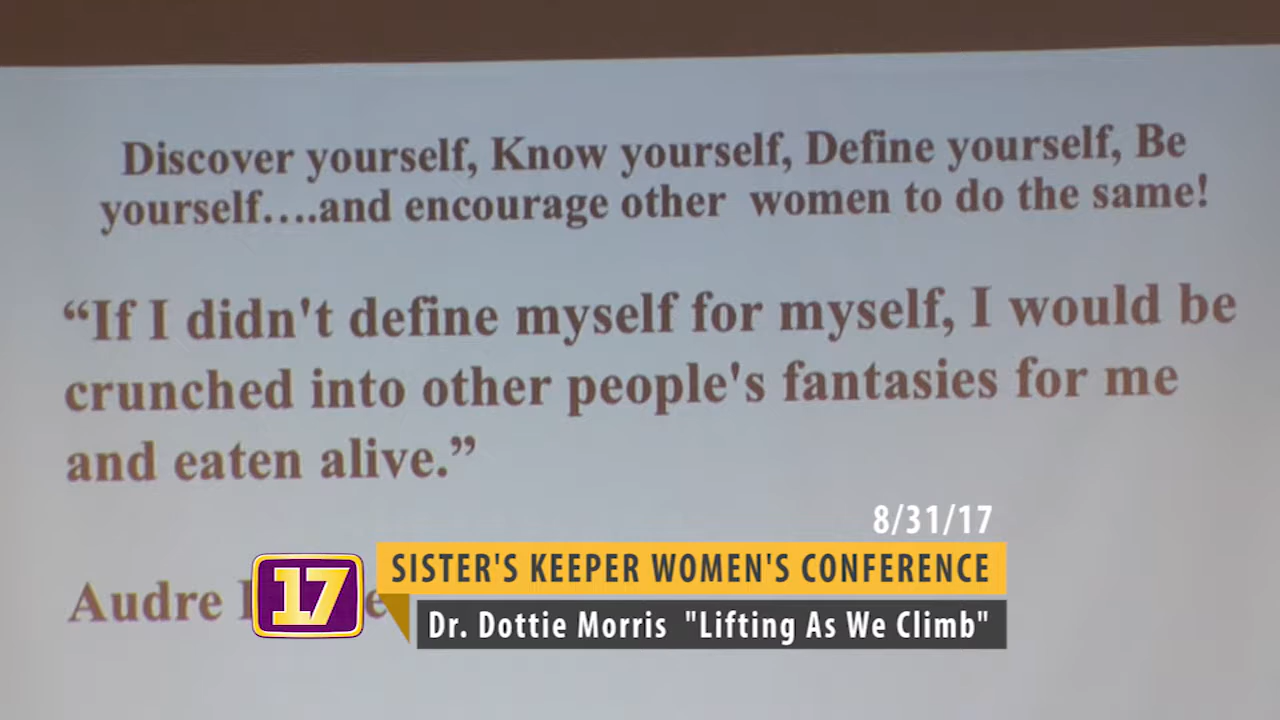 Discover yourself, Know yourself, Define yourself, Be
yourself….and encourage other women to do the same!
“If I didn't define myself for myself, I would be
crunched into other people's fantasies for me
and eaten alive.”
Audre
8/31/17
17
SISTER'S KEEPER WOMEN'S CONFERENCE
Dr. Dottie Morris "Lifting As We Climb"